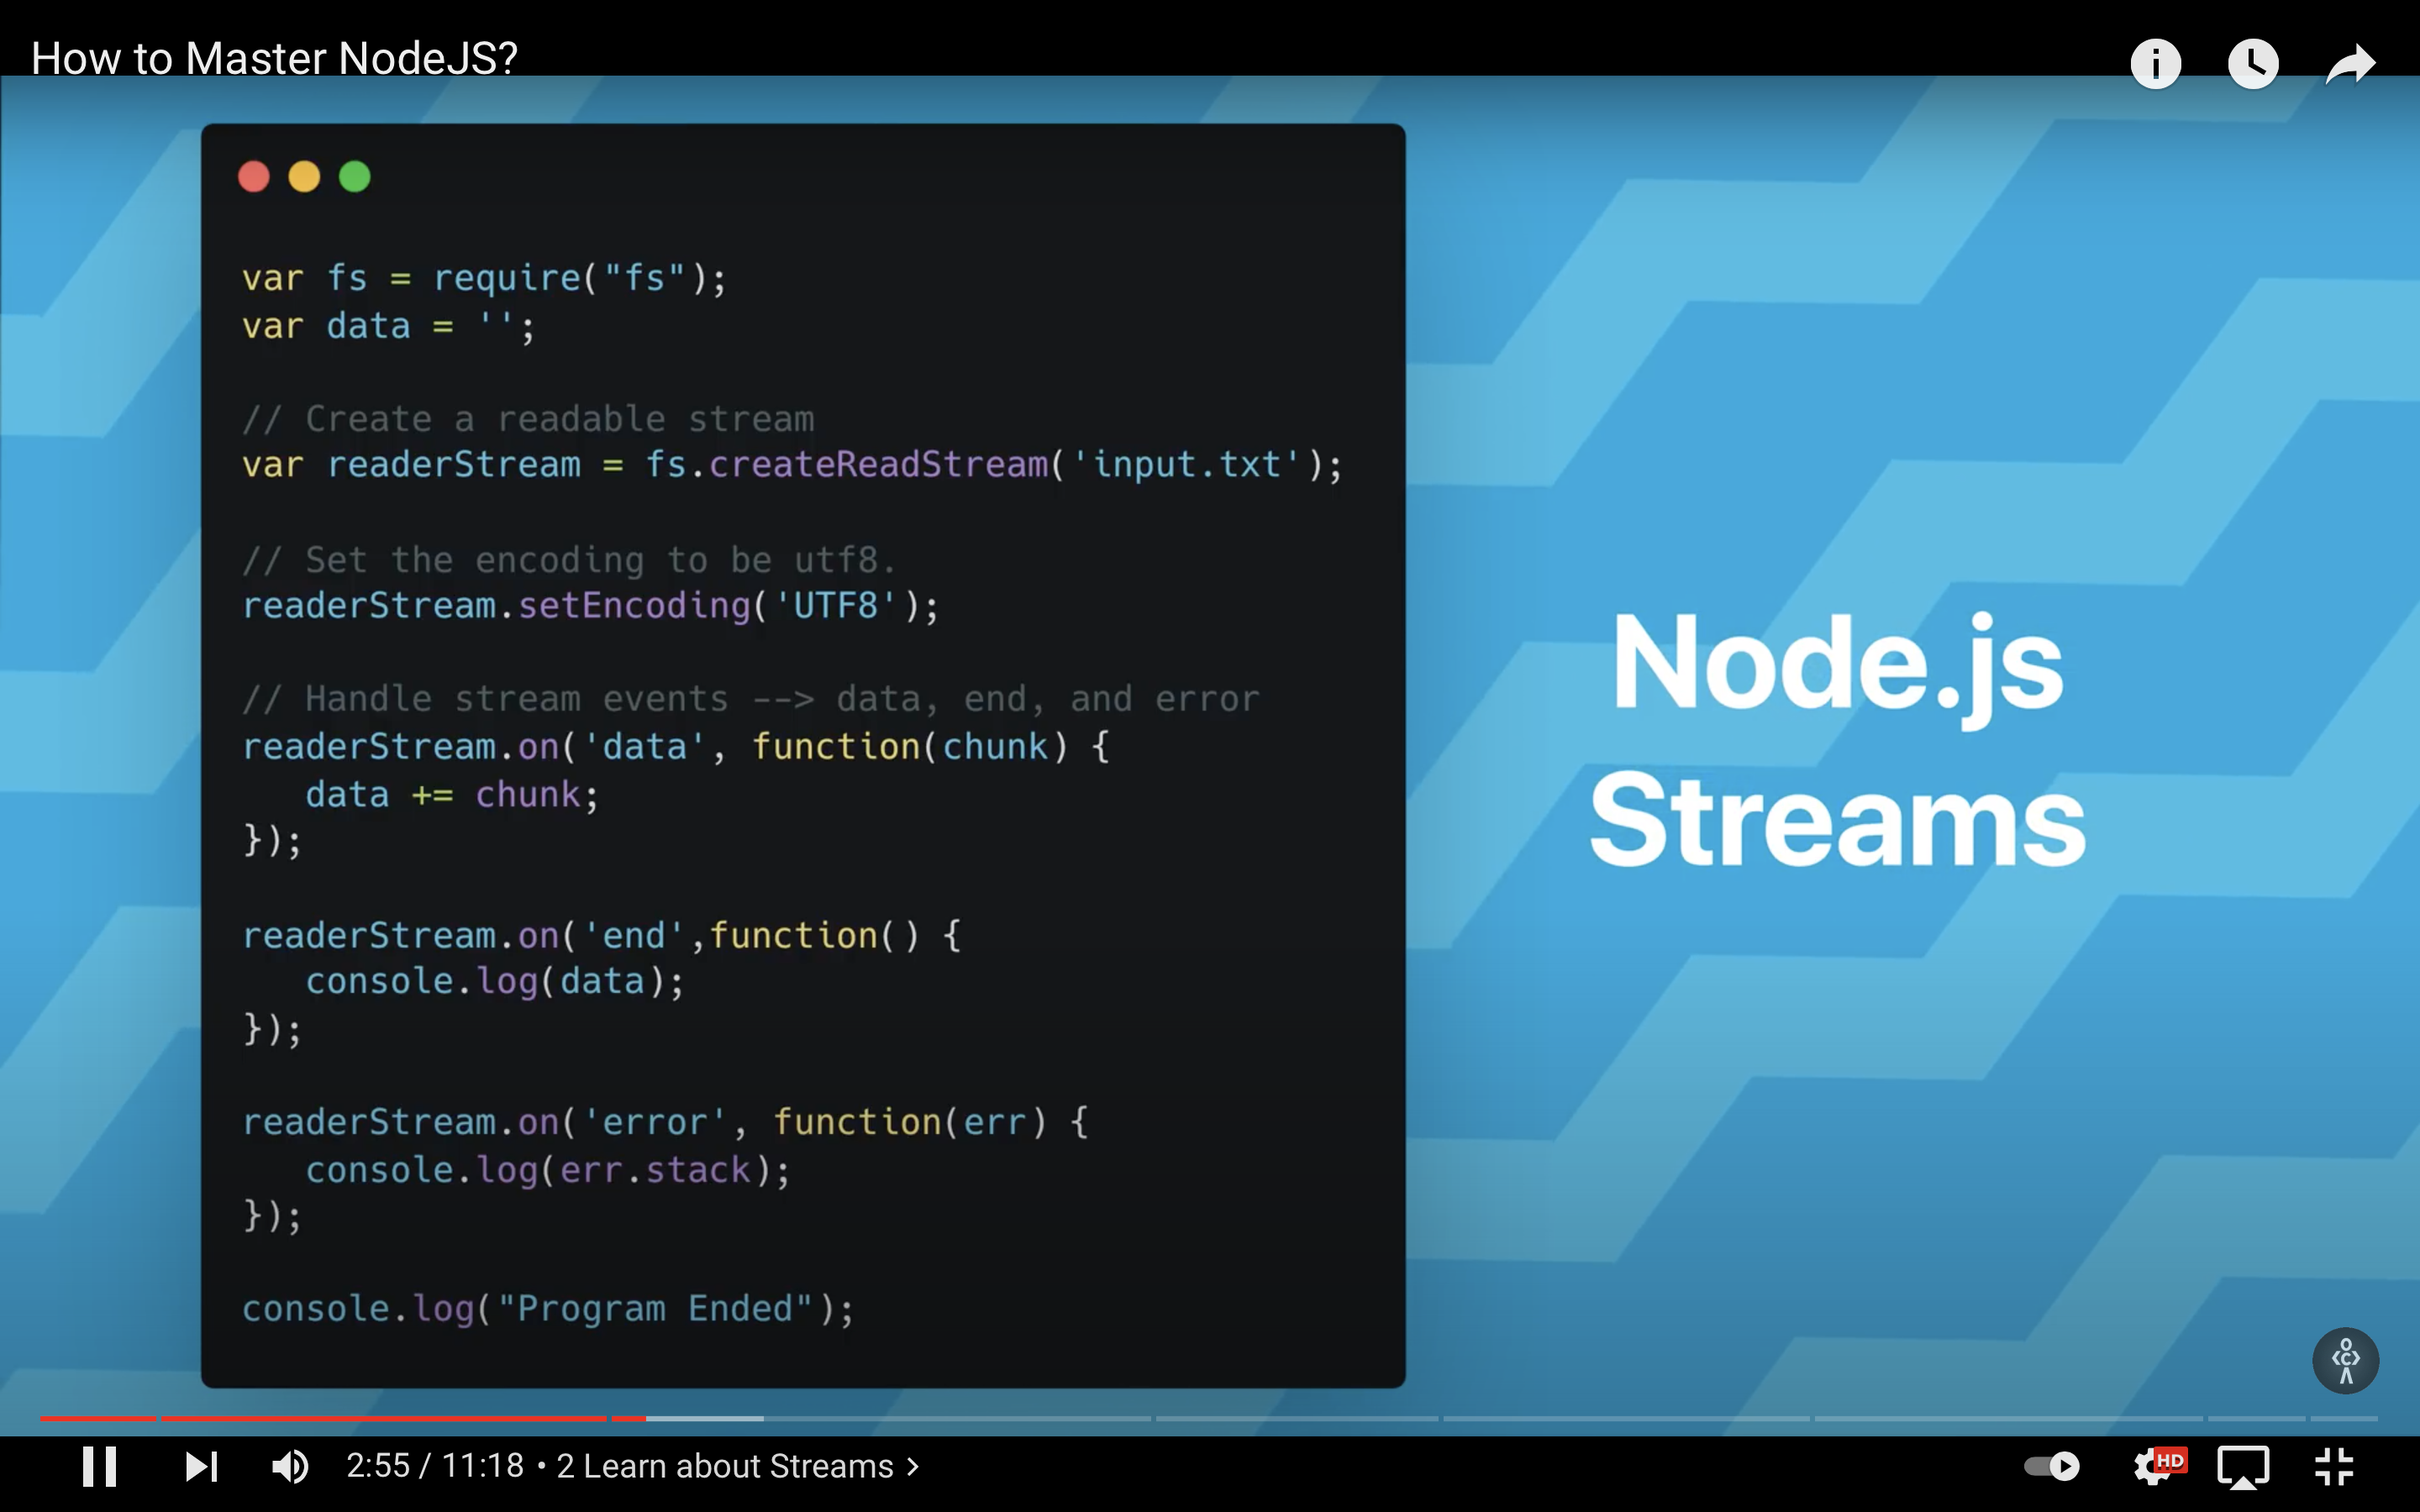 How to Master NodeJS?
var fs = require("fs");
var data = '';
// Create a readable stream
var readerStream = fs.createReadStream('input.txt');
// Set the encoding to be utf8.
readerStream.setEncoding('UTF8');
// Handle stream events --> data, end, and error
readerStream.on('data', function(chunk) {
   data += chunk;
});
readerStream.on('end',function() {
   console.log(data);
});
readerStream.on('error', function(err) {
   console.log(err.stack);
});
console.log("Program Ended");
Node.js
Streams
2:55 / 11:18 • 2 Learn about Streams >
HD